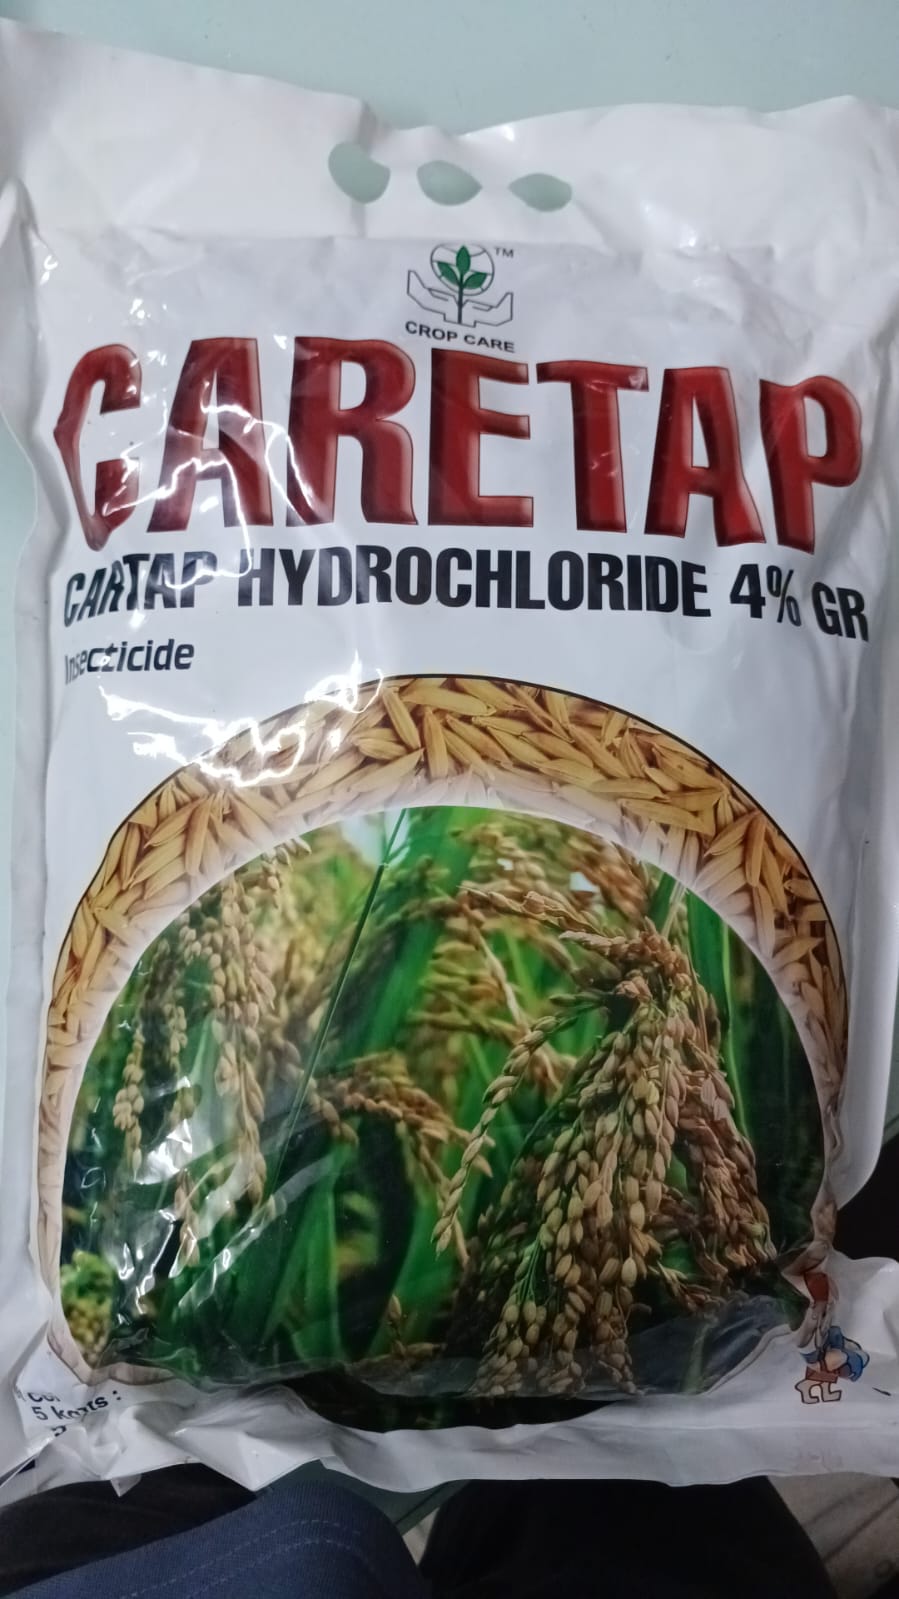 TM
CROP CARE
CARETAP
CARTAP HYDROCHLORIDE 4% GR
Insecticide
5